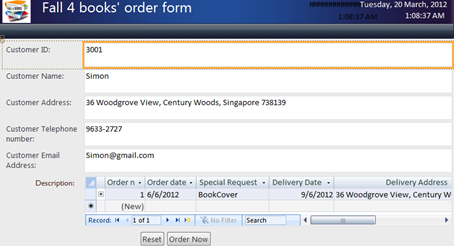 Fall 4 books' order form
Tuesday, 20 March, 2012
1:08:37 AM
1:08:37 AM
Customer ID: 3001
Customer Name: Simon
Customer Address: 36 Woodgrove View, Century Woods, Singapore 738139
Customer Telephone number: 9633-2727
Customer Email Address: Simon@gmail.com
Description:
Order n Order date Special Request Delivery Date Delivery Address
1 6/6/2012 BookCover 9/6/2012 36 Woodgrove View, Century W
(New)
Record: 1 of 1 No Filter Search
Reset Order Now